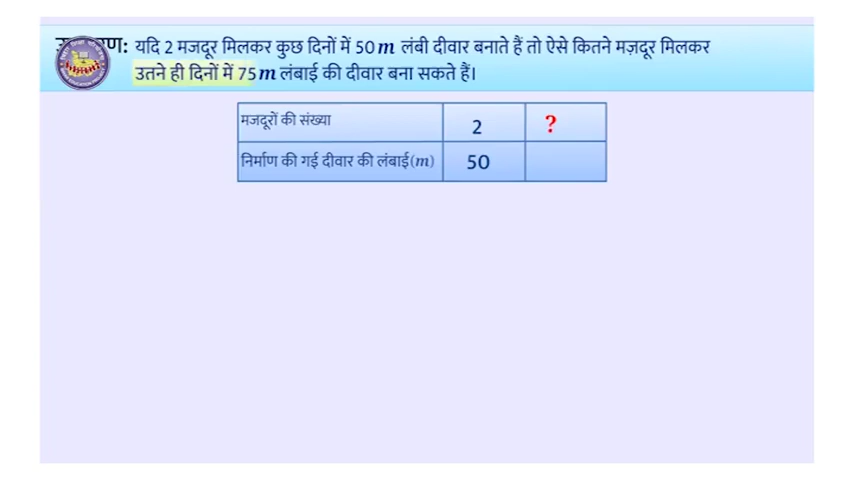 यदि 2 मजदूर मिलकर कुछ दिनों में 50 m लंबी दीवार बनाते हैं तो ऐसे कितने मज़दूर मिलकर
उतने ही दिनों में 75 m लंबाई की दीवार बना सकते हैं।
मजदूरों की संख्या 2 ?
निर्माण की गई दीवार की लंबाई(m) 50